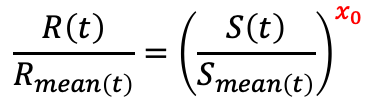 R(t) / R_mean(t) = (S(t) / S_mean(t))^x_0